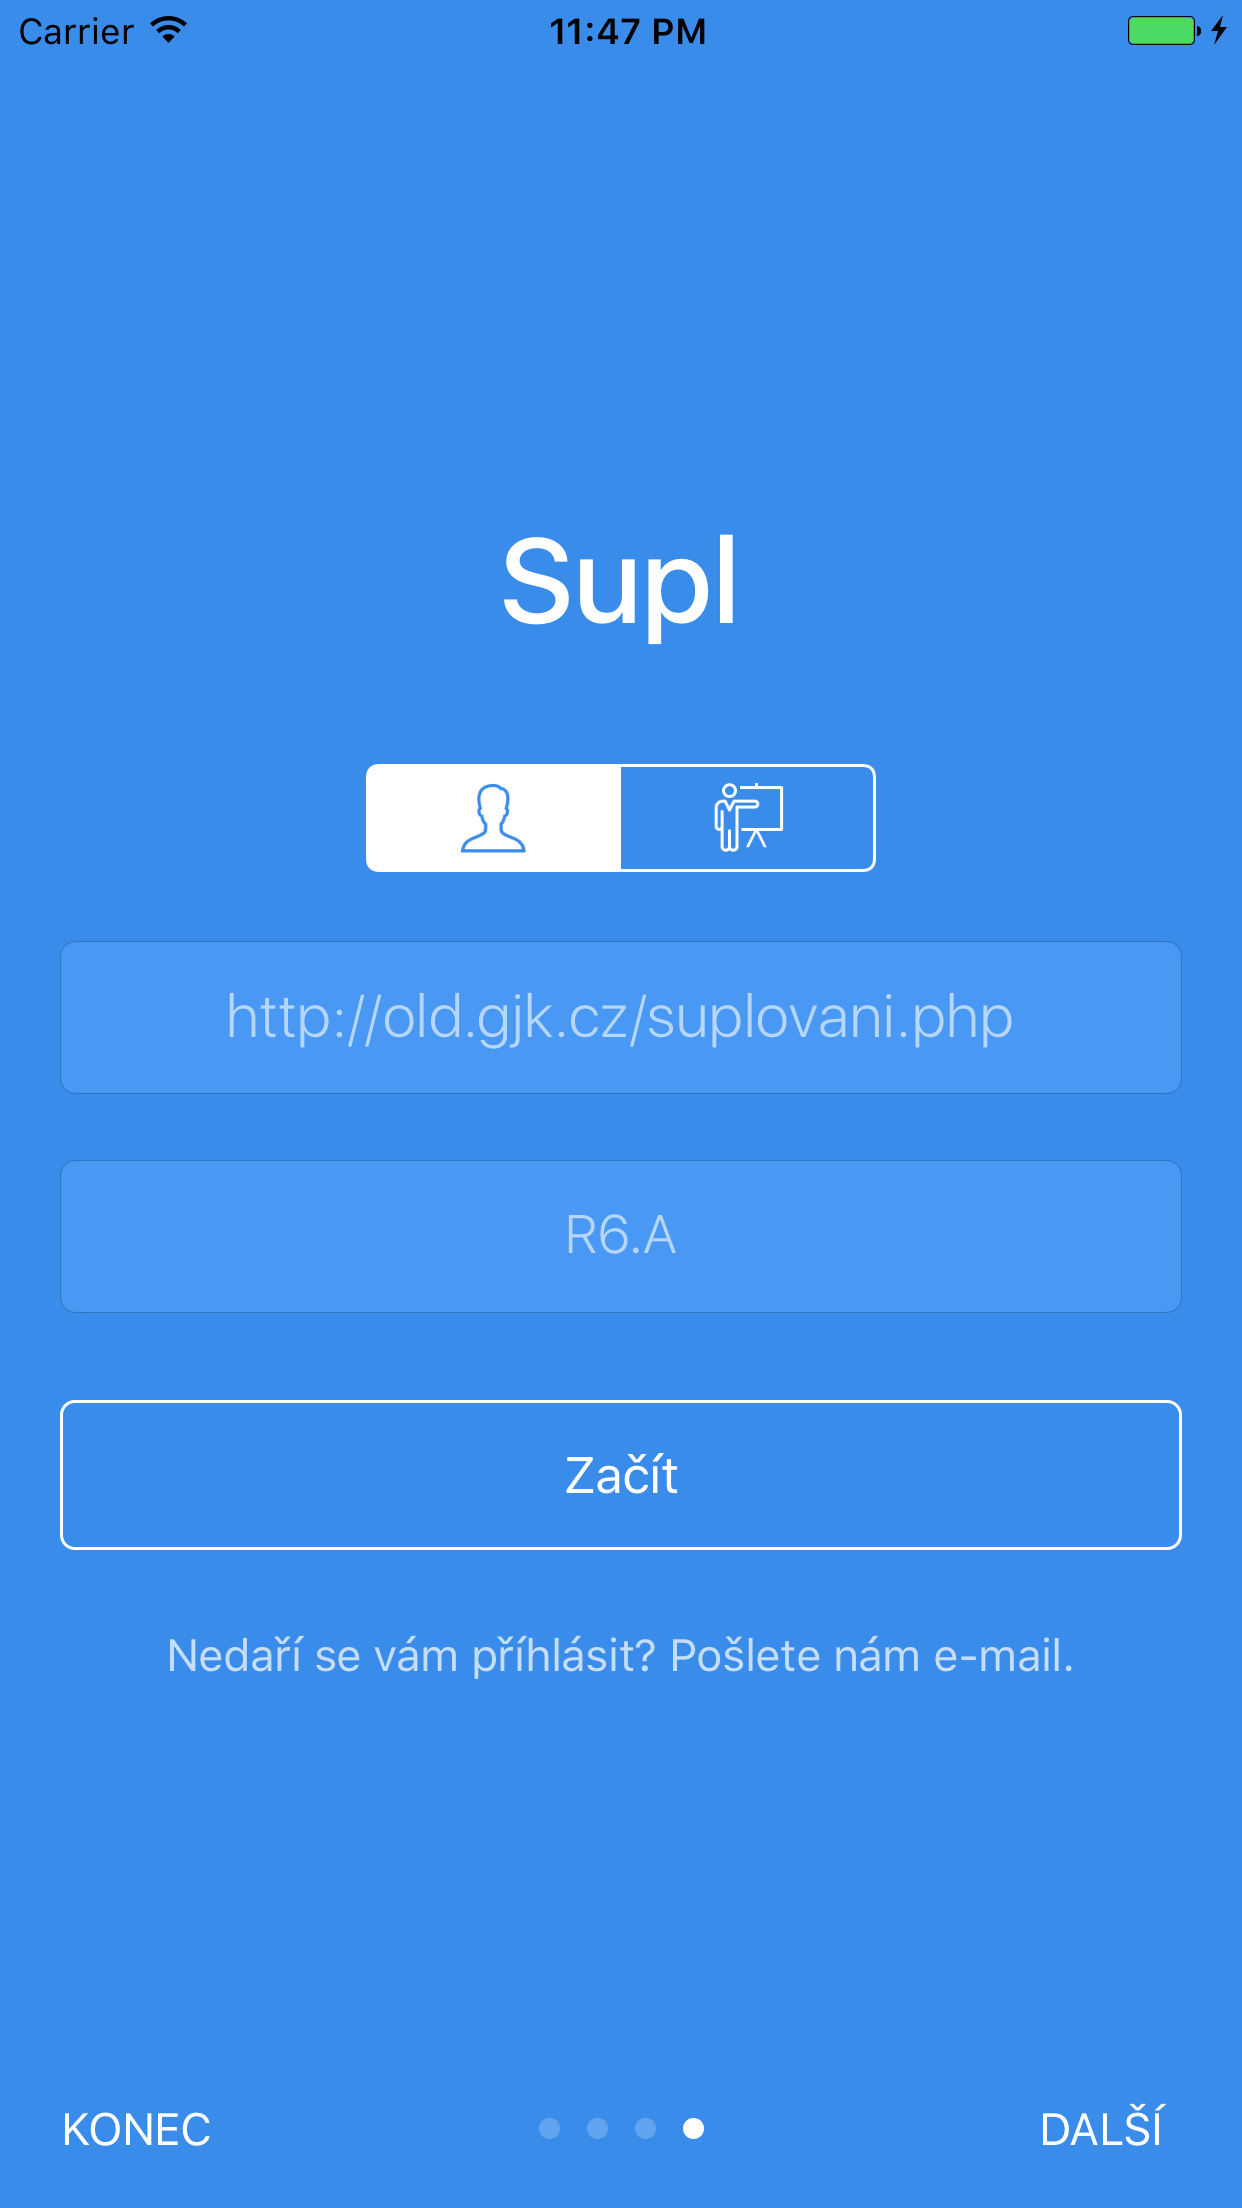 Carrier 11:47 PM
Supl
http://old.gjk.cz/suplovani.php
R6.A
Začít
Nedaří se vám příhlásit? Pošlete nám e-mail.
KONEC DALŠÍ